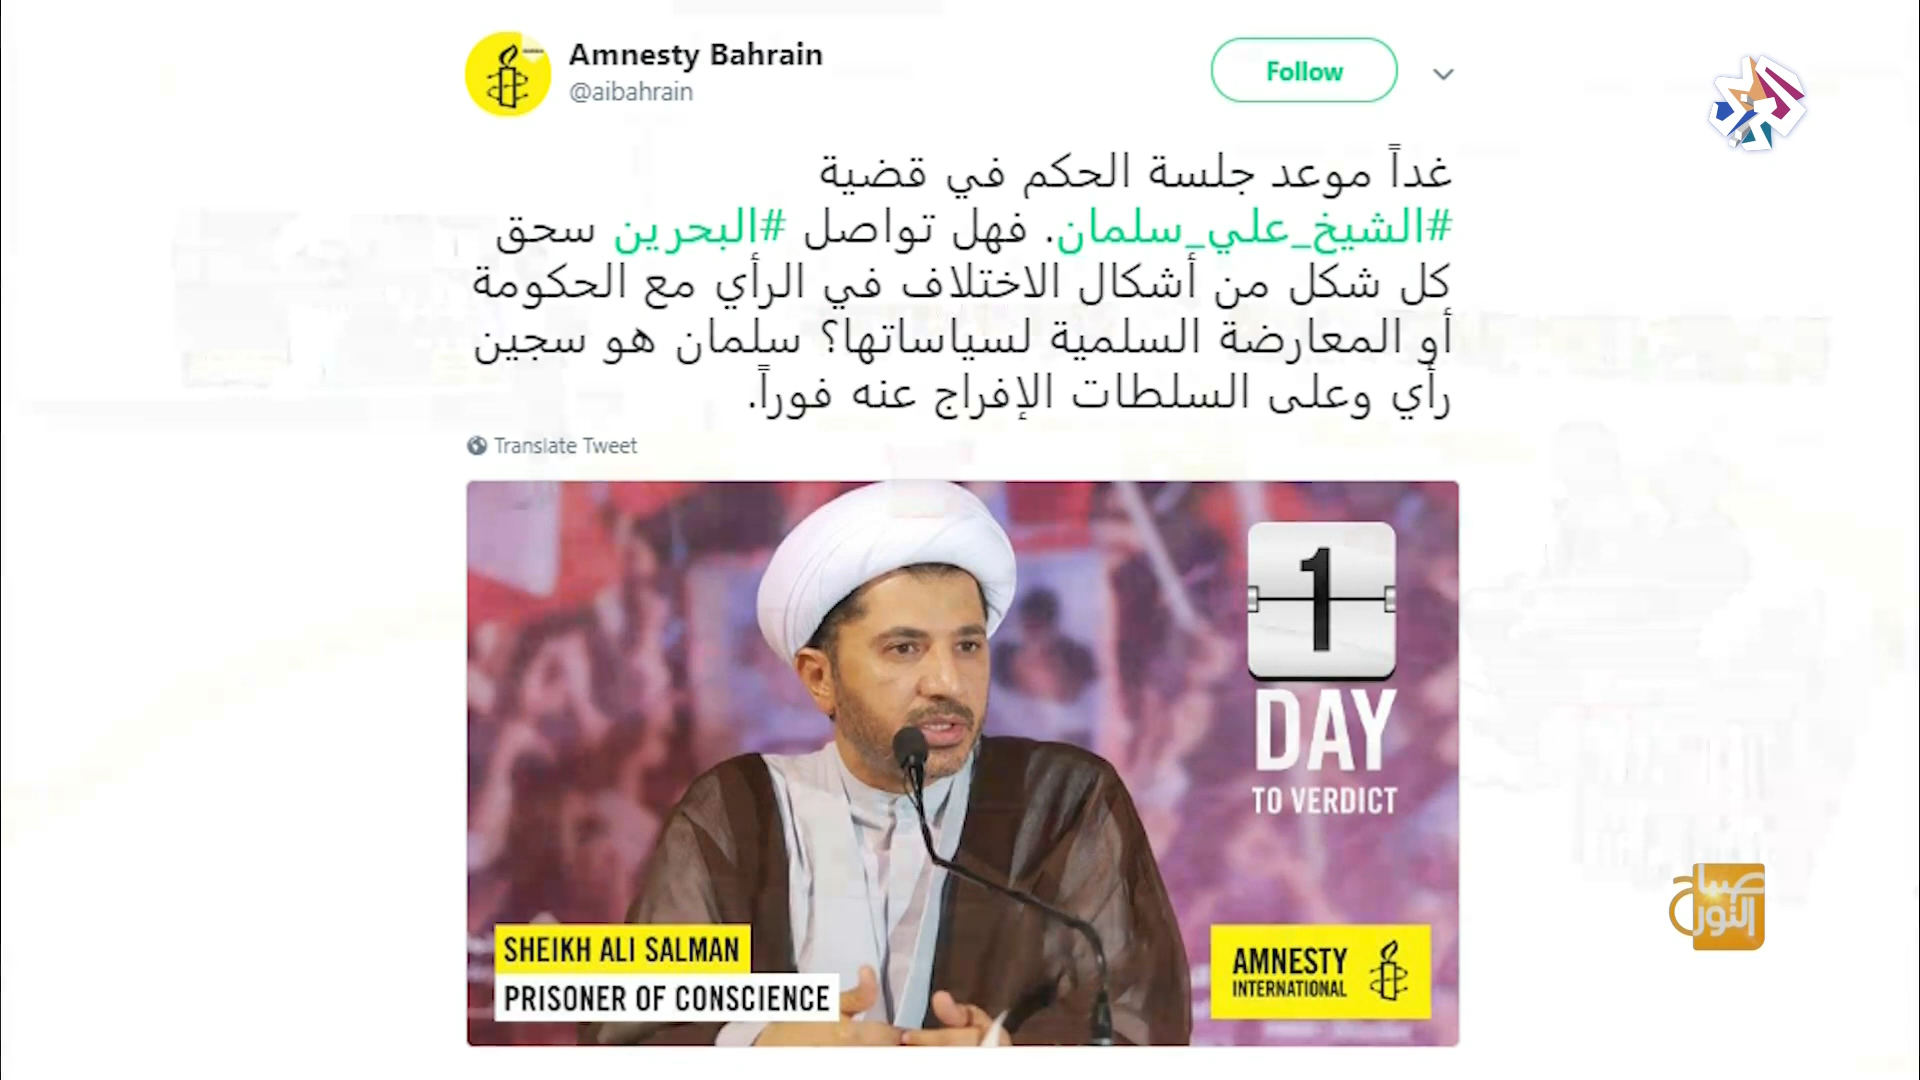 Amnesty Bahrain
@aibahrain
Follow
غداً موعد جلسة الحكم في قضية
#الشيخ_علي_سلمان. فهل تواصل #البحرين سحق
كل شكل من أشكال الاختلاف في الرأي مع الحكومة
أو المعارضة السلمية لسياساتها؟ سلمان هو سجين
رأي وعلى السلطات الإفراج عنه فوراً.
Translate Tweet
1
DAY
TO VERDICT
SHEIKH ALI SALMAN
PRISONER OF CONSCIENCE
AMNESTY
INTERNATIONAL
صباح
النور